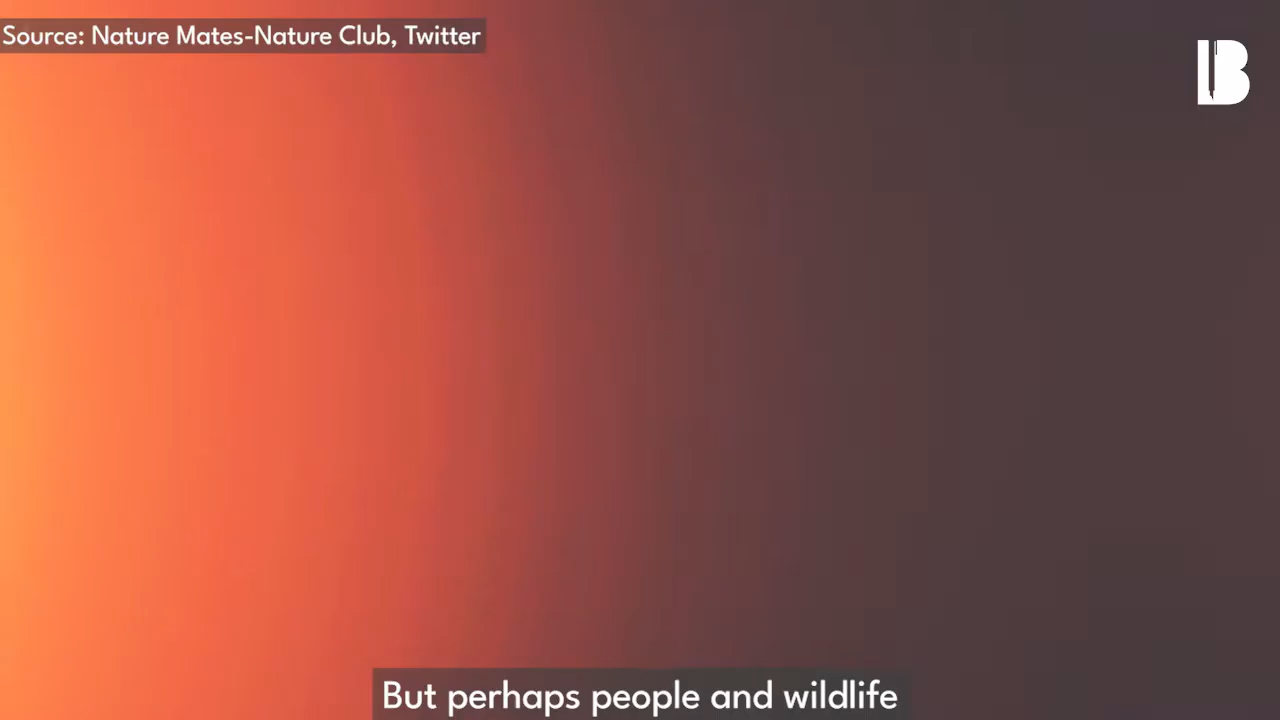 Source: Nature Mates-Nature Club, Twitter
B
But perhaps people and wildlife